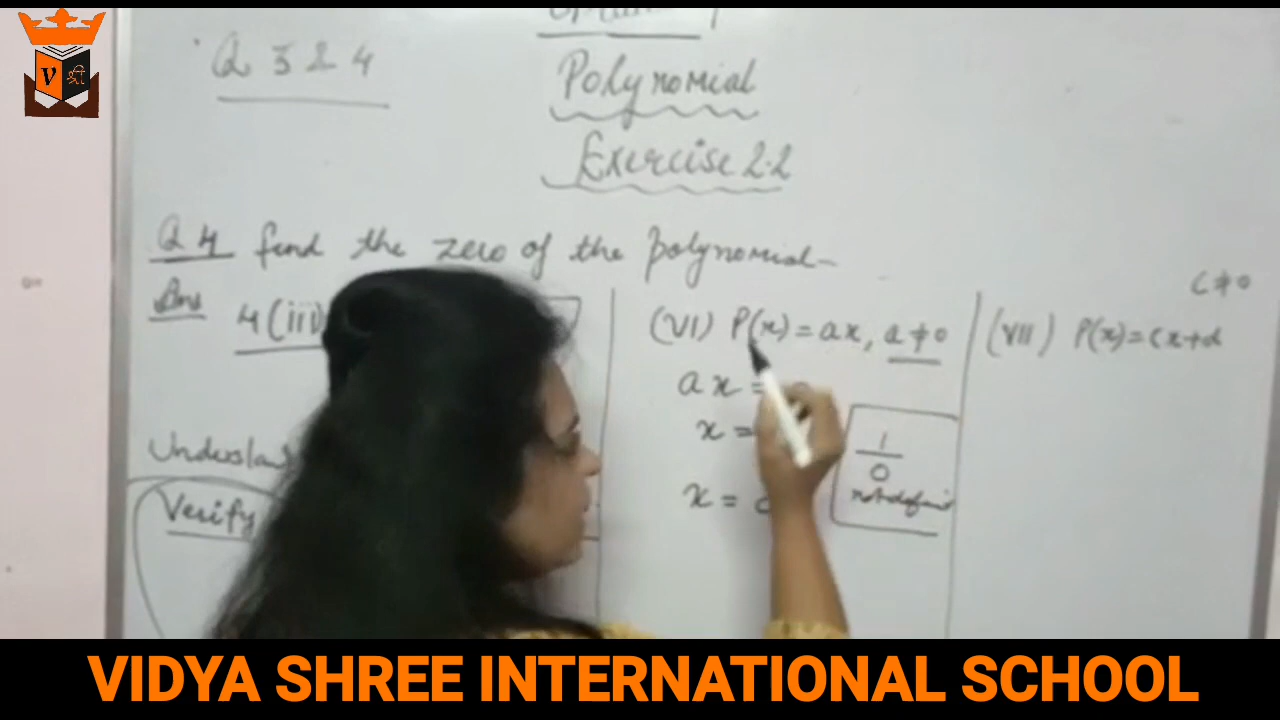 V श्री
Q 3 & 4
Polynomial
Exercise 2.2
Q 4 find the zero of the polynomial-
Ans 4(iii)
Verify
(VI) P(x) = ax, a ≠ 0
ax =
x =
x =
1/0
(VII) P(x) = cx+d
c ≠ 0
VIDYA SHREE INTERNATIONAL SCHOOL